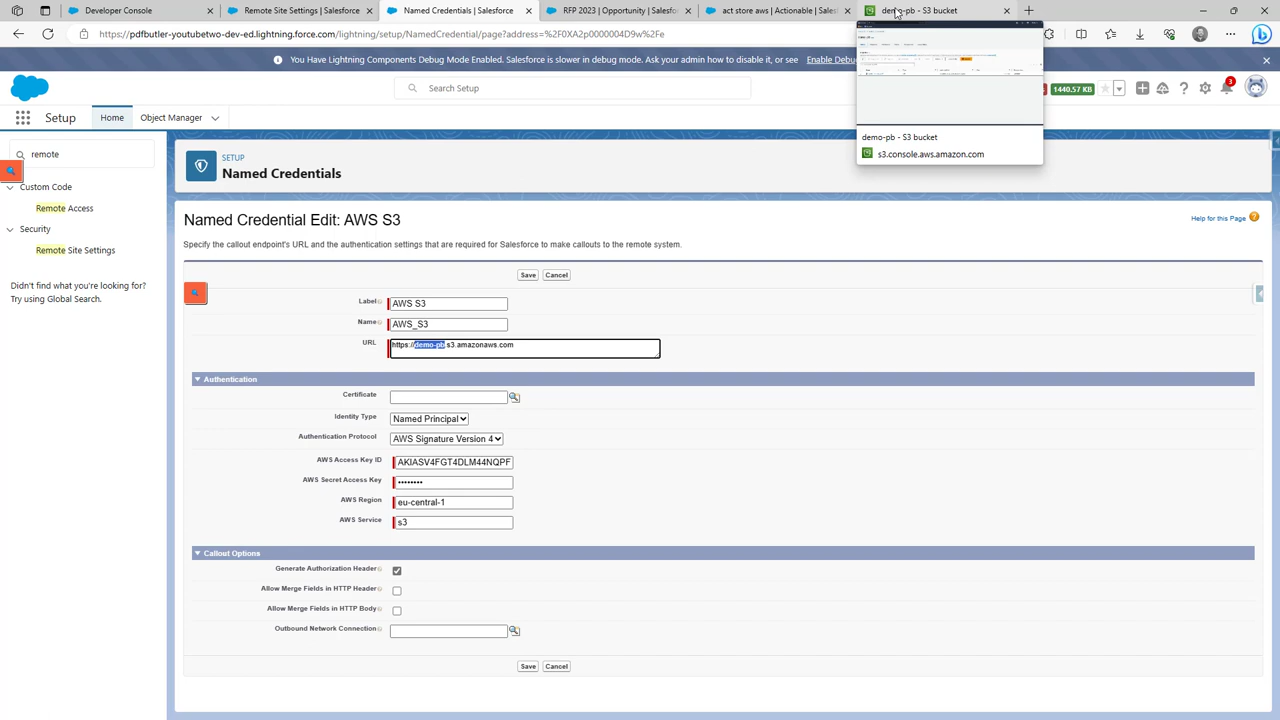 Developer Console
Remote Site Settings | Salesforce
Named Credentials | Salesforce
RFP 2023 | Opportunity | Salesfor
act store aws | Actionable | Sales
demo-pb - S3 bucket
https://pdfbu
dev-ed.lightning.force.com/lightning/setup/NamedCredential/page?address=%2F0XA2p0000004D9w%2Fe
You Have Lightning Components Debug Mode Enabled. Salesforce is slower in debug mode. Ask your admin how to disable it, or see Enable Debu
Search Setup
1440.57 KB
3
Setup
Home
Object Manager
demo-pb - S3 bucket
s3.console.aws.amazon.com
remote
Custom Code
Remote Access
Security
Remote Site Settings
Didn't find what you're looking for?
Try using Global Search.
SETUP
Named Credentials
Named Credential Edit: AWS S3
Help for this Page
Specify the callout endpoint's URL and the authentication settings that are required for Salesforce to make callouts to the remote system.
Save Cancel
Label AWS S3
Name AWS_S3
URL https://demo-pb.s3.amazonaws.com
Authentication
Certificate
Identity Type Named Principal
Authentication Protocol AWS Signature Version 4
AWS Access Key ID AKIASV4FGT4DLM44NQPF
AWS Secret Access Key ••••••••
AWS Region eu-central-1
AWS Service s3
Callout Options
Generate Authorization Header
Allow Merge Fields in HTTP Header
Allow Merge Fields in HTTP Body
Outbound Network Connection
Save Cancel